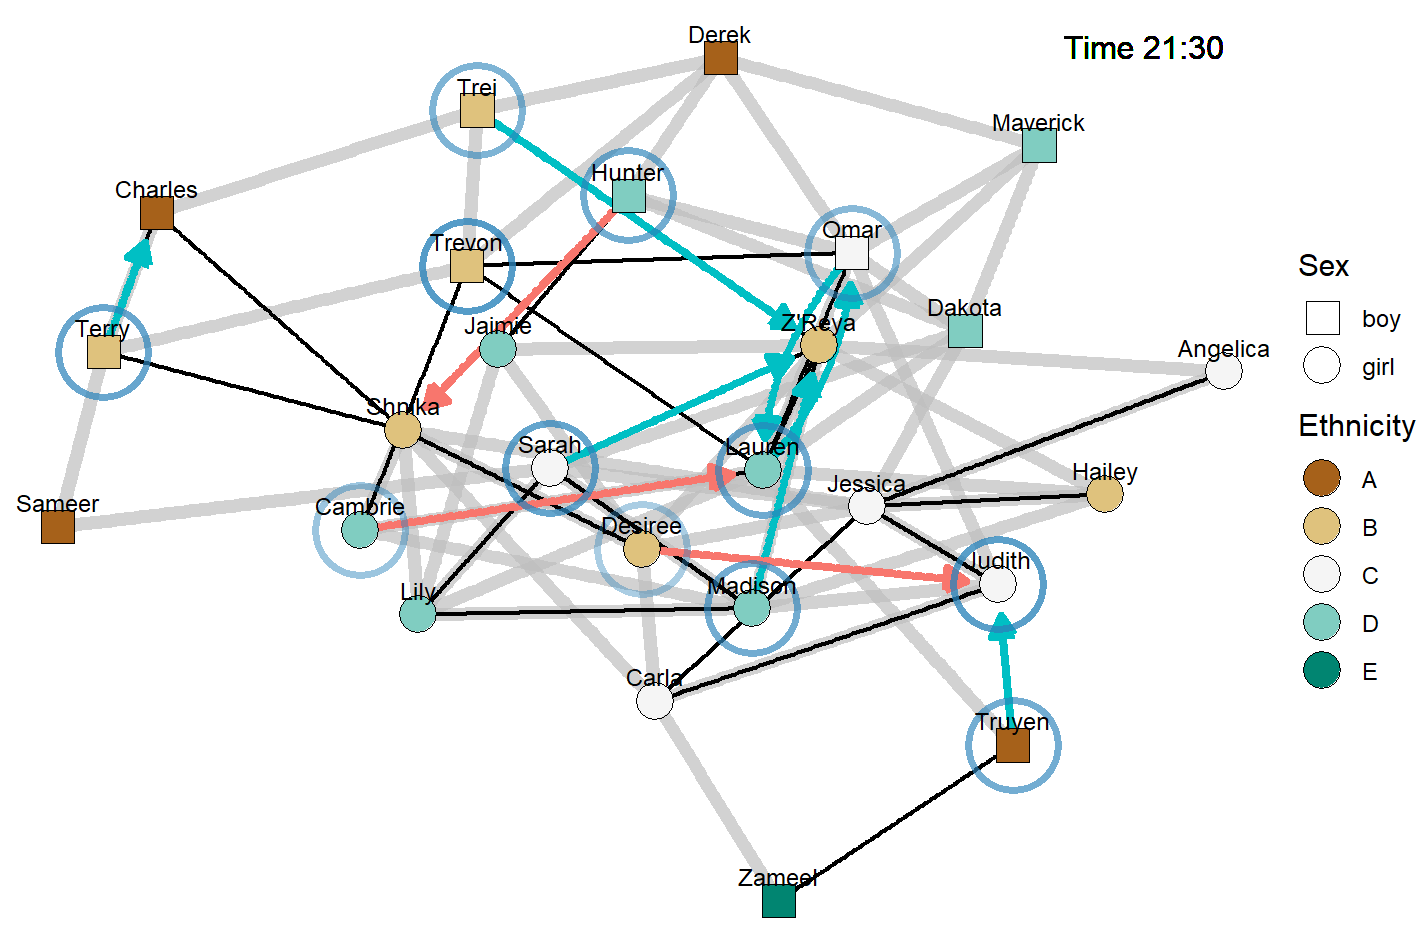 Derek
Time 21:30
Trei
Maverick
Hunter
Charles
Omar
Trevon
Sex
Dakota
boy
Z'Reya
Jaimie
Terry
Angelica
girl
Shnika
Ethnicity
Sarah
Lauren
Hailey
A
Jessica
Sameer
Cambrie
Desiree
B
Judith
C
Madison
Lily
D
Carla
E
Truyen
Zameel